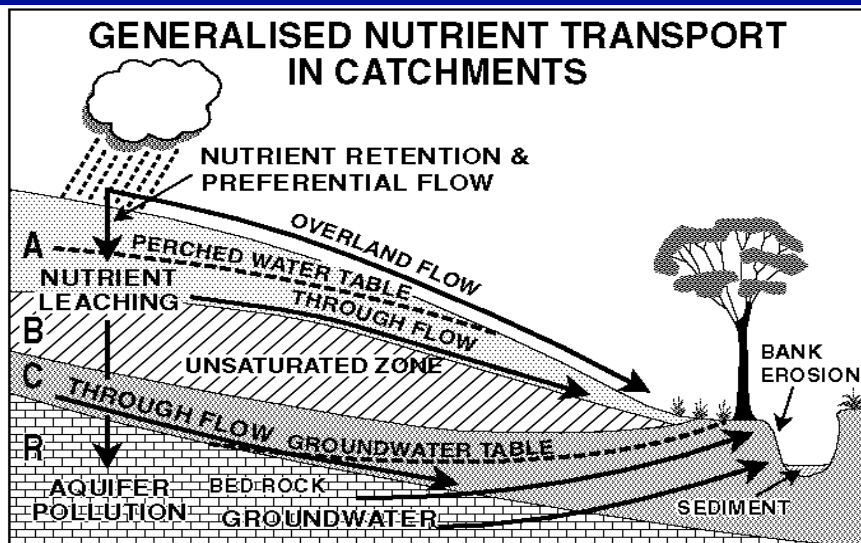 GENERALISED NUTRIENT TRANSPORT
IN CATCHMENTS
NUTRIENT RETENTION &
PREFERENTIAL FLOW
OVERLAND FLOW
A
PERCHED WATER TABLE
NUTRIENT
LEACHING
THROUGH FLOW
B
UNSATURATED ZONE
BANK
EROSION
C
THROUGH FLOW
GROUNDWATER TABLE
R
AQUIFER
POLLUTION
BED ROCK
GROUNDWATER
SEDIMENT